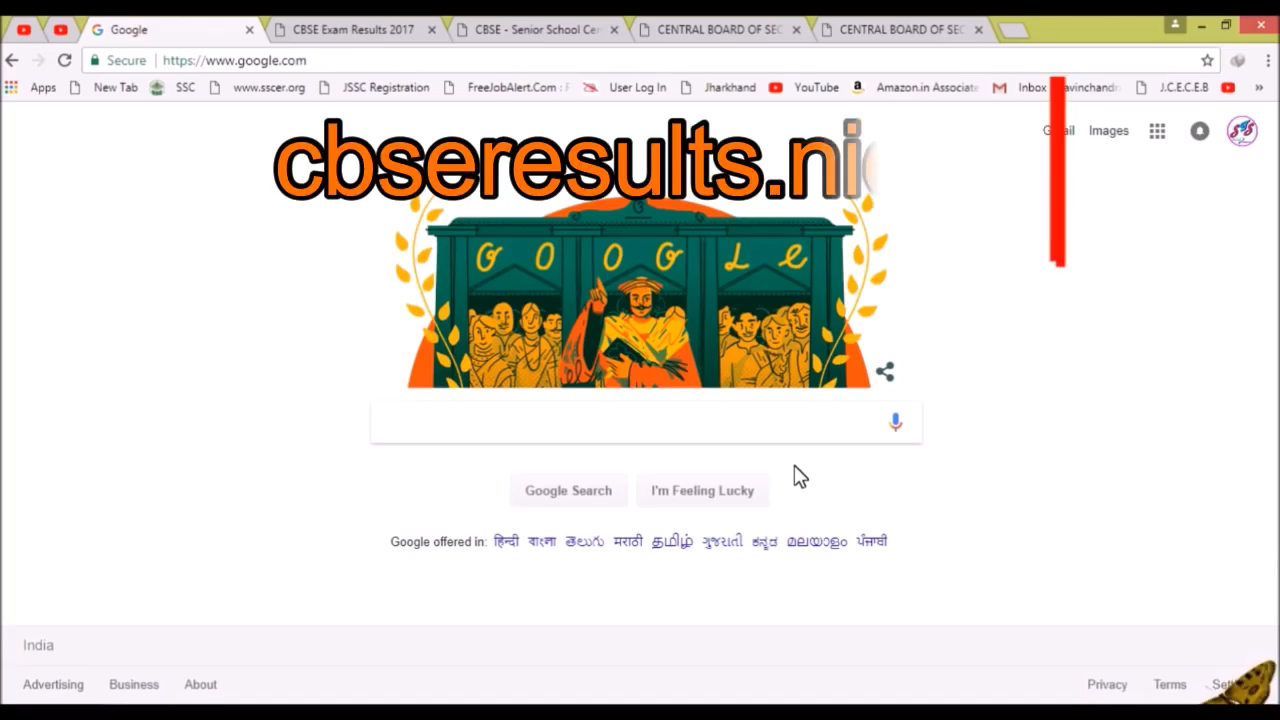 Google
CBSE Exam Results 2017
CBSE - Senior School Cer
CENTRAL BOARD OF SEC
CENTRAL BOARD OF SEC
Secure https://www.google.com
Apps New Tab SSC www.sscer.org JSSC Registration FreeJobAlert.Com : F User Log In Jharkhand YouTube Amazon.in Associate Inbox J.C.E.C.E.B »
Images
cbseresults.ni
GOOGLE
Google Search I'm Feeling Lucky
Google offered in: हिन्दी বাংলা తెలుగు मराठी தமிழ் ગુજરાતી ಕನ್ನಡ മലയാളം ਪੰਜਾਬੀ
India
Advertising Business About Privacy Terms